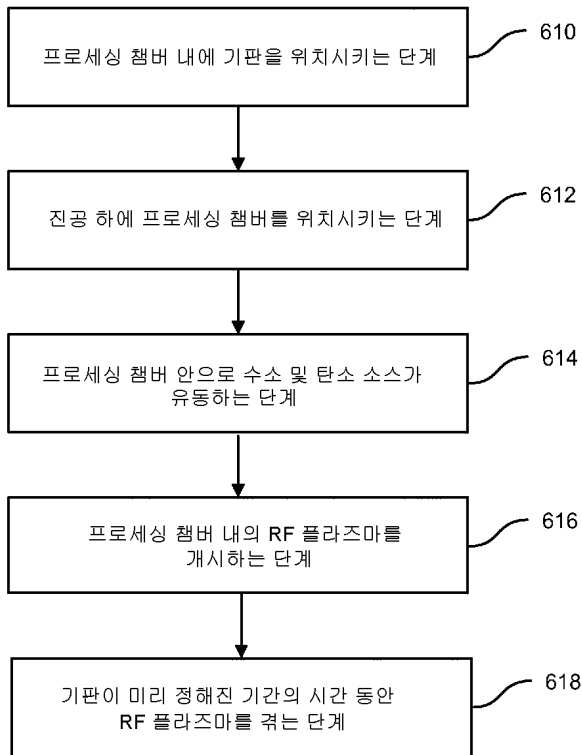 프로세싱 챔버 내에 기판을 위치시키는 단계
610
진공 하에 프로세싱 챔버를 위치시키는 단계
612
프로세싱 챔버 안으로 수소 및 탄소 소스가
유동하는 단계
614
프로세싱 챔버 내의 RF 플라즈마를
개시하는 단계
616
기판이 미리 정해진 기간의 시간 동안
RF 플라즈마를 겪는 단계
618